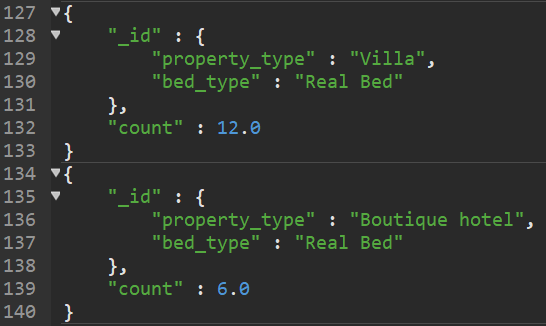 127 {
128     "_id" : {
129         "property_type" : "Villa",
130         "bed_type" : "Real Bed"
131     },
132     "count" : 12.0
133 }
134 {
135     "_id" : {
136         "property_type" : "Boutique hotel",
137         "bed_type" : "Real Bed"
138     },
139     "count" : 6.0
140 }